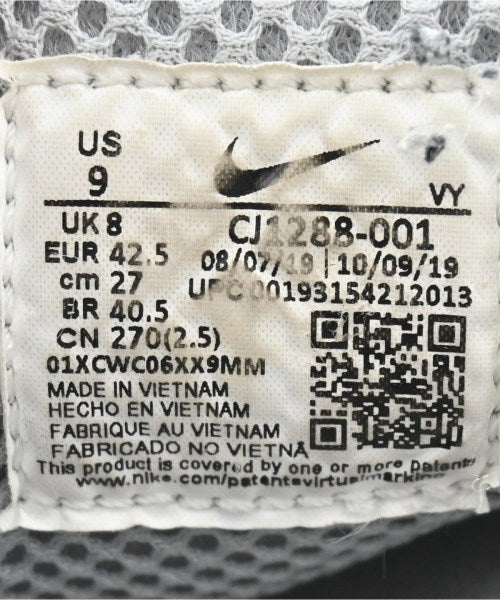 US
9
VY
UK 8
EUR 42.5
cm 27
BR 40.5
CN 270(2.5)
CJ1288-001
08/07/19 | 10/09/19
UPC 00193154212013
01XCWC06XX9MM
MADE IN VIETNAM
HECHO EN VIETNAM
FABRIQUE AU VIETNAM
FABRICADO NO VIETNÃ
This product is covered by one or more patents
www.nike.com/patentsvirtualmarking